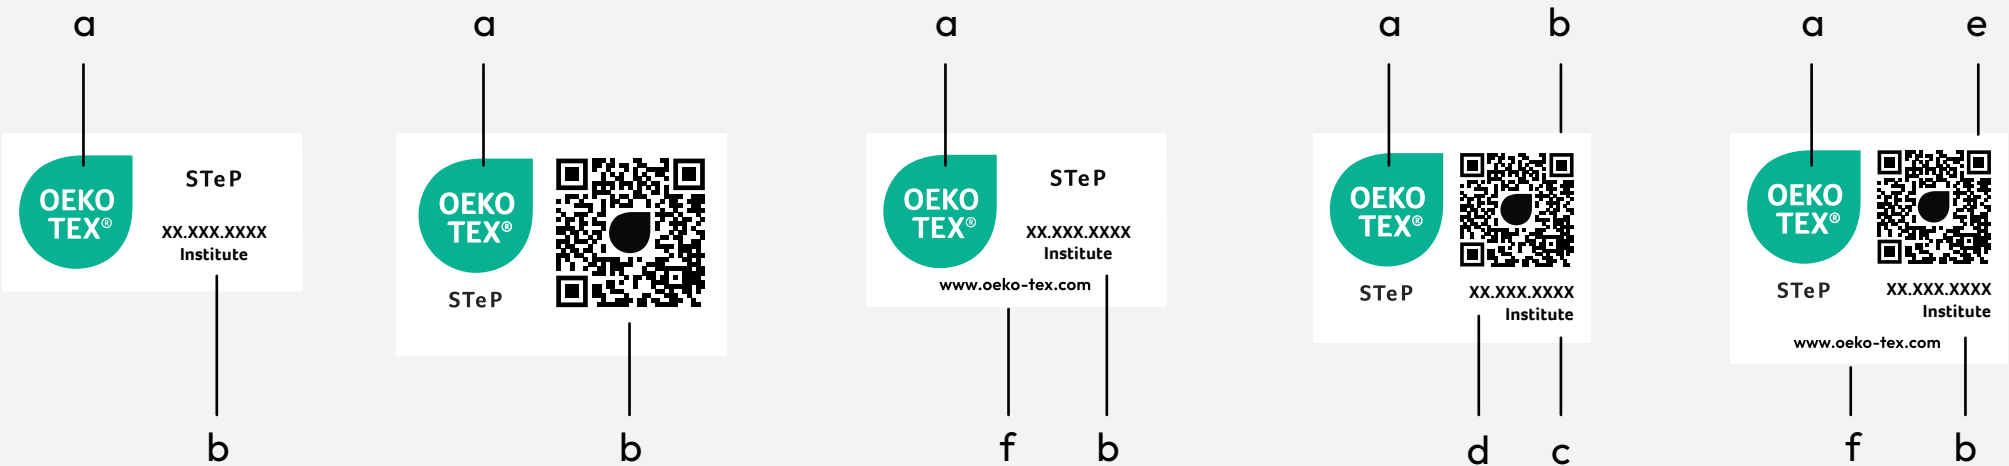 a
OEKO
TEX®
STeP
XX.XXX.XXXX
Institute
b
a
OEKO
TEX®
STeP
b
a
OEKO
TEX®
STeP
XX.XXX.XXXX
Institute
www.oeko-tex.com
f b
a b
OEKO
TEX®
STeP
XX.XXX.XXXX
Institute
d c
a e
OEKO
TEX®
STeP
XX.XXX.XXXX
Institute
www.oeko-tex.com
f b